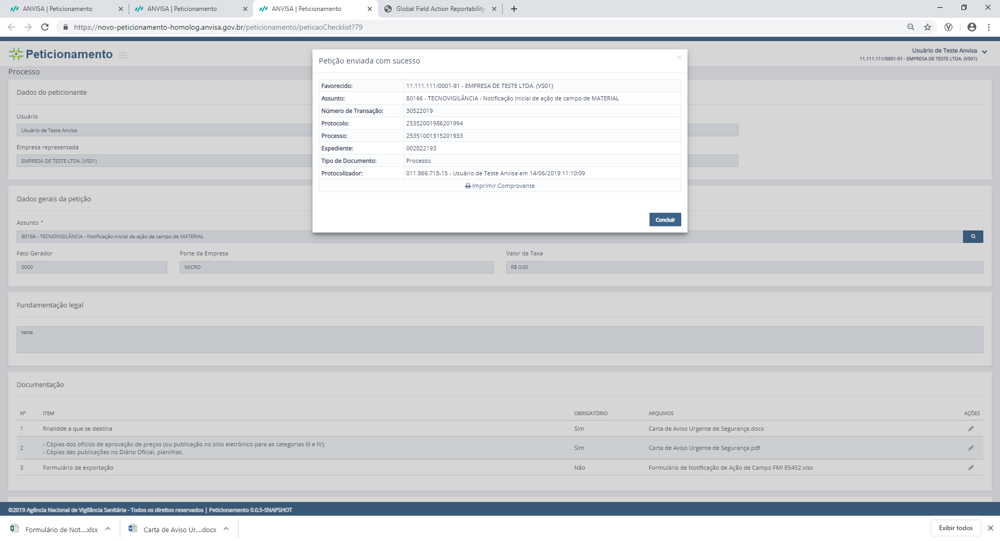 ANVISA | Peticionamento
ANVISA | Peticionamento
ANVISA | Peticionamento
Global Field Action Reportability
https://novo-peticionamento-homolog.anvisa.gov.br/peticionamento/peticaoChecklist?79
Peticionamento
Usuário de Teste Anvisa
11.111.111/0001-91 - EMPRESA DE TESTE LTDA. (VS01)
Processo
Dados do peticionante
Usuário
Usuário de Teste Anvisa
Empresa representada
EMPRESA DE TESTE LTDA. (VS01)
Petição enviada com sucesso
×
Favorecido: 11.111.111/0001-91 - EMPRESA DE TESTE LTDA. (VS01)
Assunto: 80166 - TECNOVIGILÂNCIA - Notificação Inicial de ação de campo de MATERIAL
Número de Transação: 30522019
Protocolo: 25352001986201994
Processo: 25351001315201933
Expediente: 002822193
Tipo de Documento: Processo
Protocolizador: 011.866.718-15 - Usuário de Teste Anvisa em 14/06/2019 11:10:09
Imprimir Comprovante
Concluir
Dados gerais da petição
Assunto *
80166 - TECNOVIGILÂNCIA - Notificação Inicial de ação de campo de MATERIAL
Fato Gerador Porte da Empresa Valor da Taxa
0000 MICRO R$ 0,00
Fundamentação legal
teste
Documentação
Nº ITEM OBRIGATÓRIO ARQUIVOS AÇÕES
1 finalidde a que se destina Sim Carta de Aviso Urgente de Segurança.docx
2 - Cópias dos ofícios de aprovação de preços (ou publicação no sitio eletrônico para as categorias III e IV);
- Cópias das publicações no Diário Oficial, planilhas. Sim Carta de Aviso Urgente de Segurança.pdf
3 Formulário de exportação Não Formulário de Notificação de Ação de Campo FMI 85452.xlsx
©2019 Agência Nacional de Vigilância Sanitária - Todos os direitos reservados | Peticionamento 0.0.5-SNAPSHOT
Formulário de Not....xlsx
Carta de Aviso Ur....docx
Exibir todos